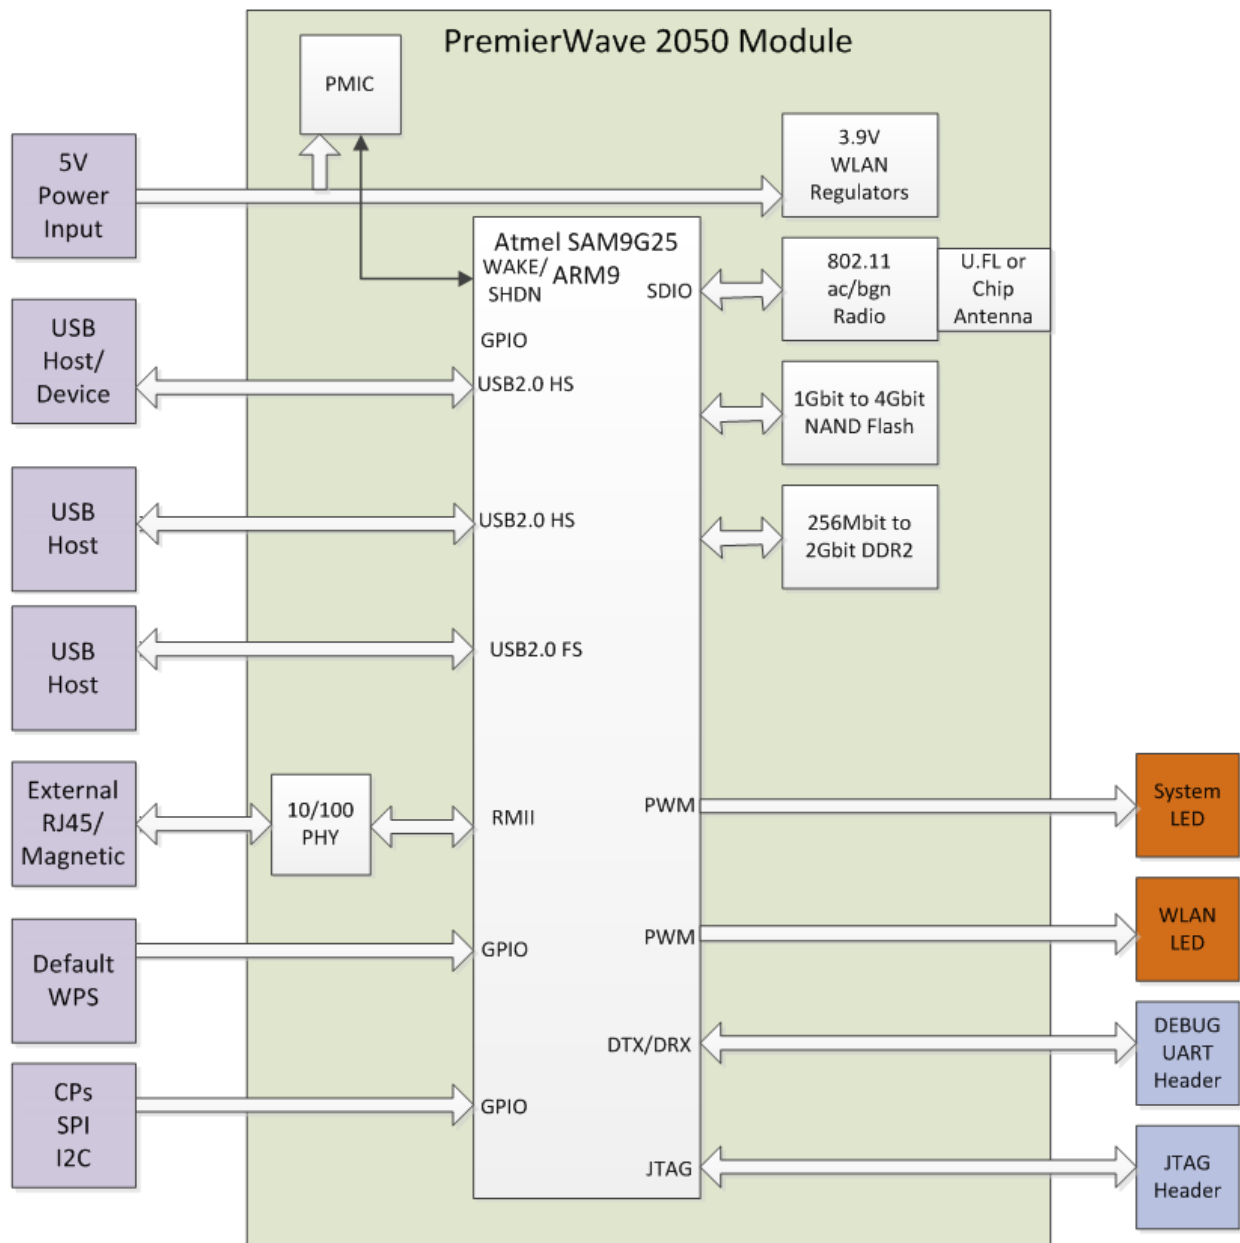 PremierWave 2050 Module
PMIC
5V
Power
Input
3.9V
WLAN
Regulators
Atmel SAM9G25
ARM9
WAKE/
SHDN
SDIO
802.11
ac/bgn
Radio
U.FL or
Chip
Antenna
USB
Host/
Device
GPIO
USB2.0 HS
1Gbit to 4Gbit
NAND Flash
USB
Host
USB2.0 HS
256Mbit to
2Gbit DDR2
USB
Host
USB2.0 FS
External
RJ45/
Magnetic
10/100
PHY
RMII
PWM
System
LED
Default
WPS
GPIO
PWM
WLAN
LED
DTX/DRX
DEBUG
UART
Header
CPs
SPI
I2C
GPIO
JTAG
JTAG
Header